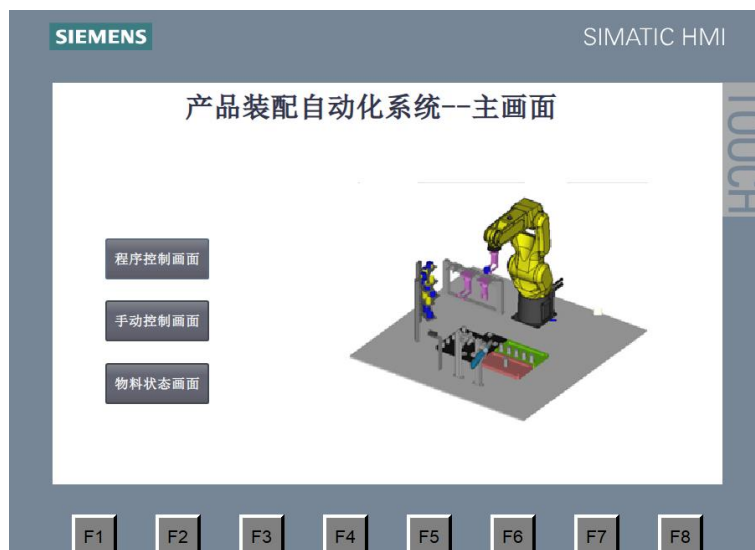 SIEMENS
SIMATIC HMI
TOUCH
产品装配自动化系统--主画面
程序控制画面
手动控制画面
物料状态画面
F1 F2 F3 F4 F5 F6 F7 F8